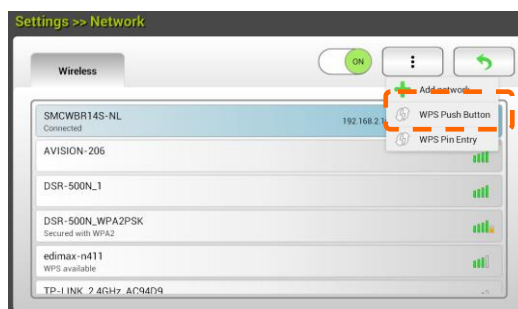 Settings >> Network
Wireless
ON
Add network
WPS Push Button
WPS Pin Entry
SMCWBR14S-NL
Connected
192.168.2.1
AVISION-206
DSR-500N_1
DSR-500N_WPA2PSK
Secured with WPA2
edimax-n411
WPS available
TP-LINK_2.4GHz_AC94D9